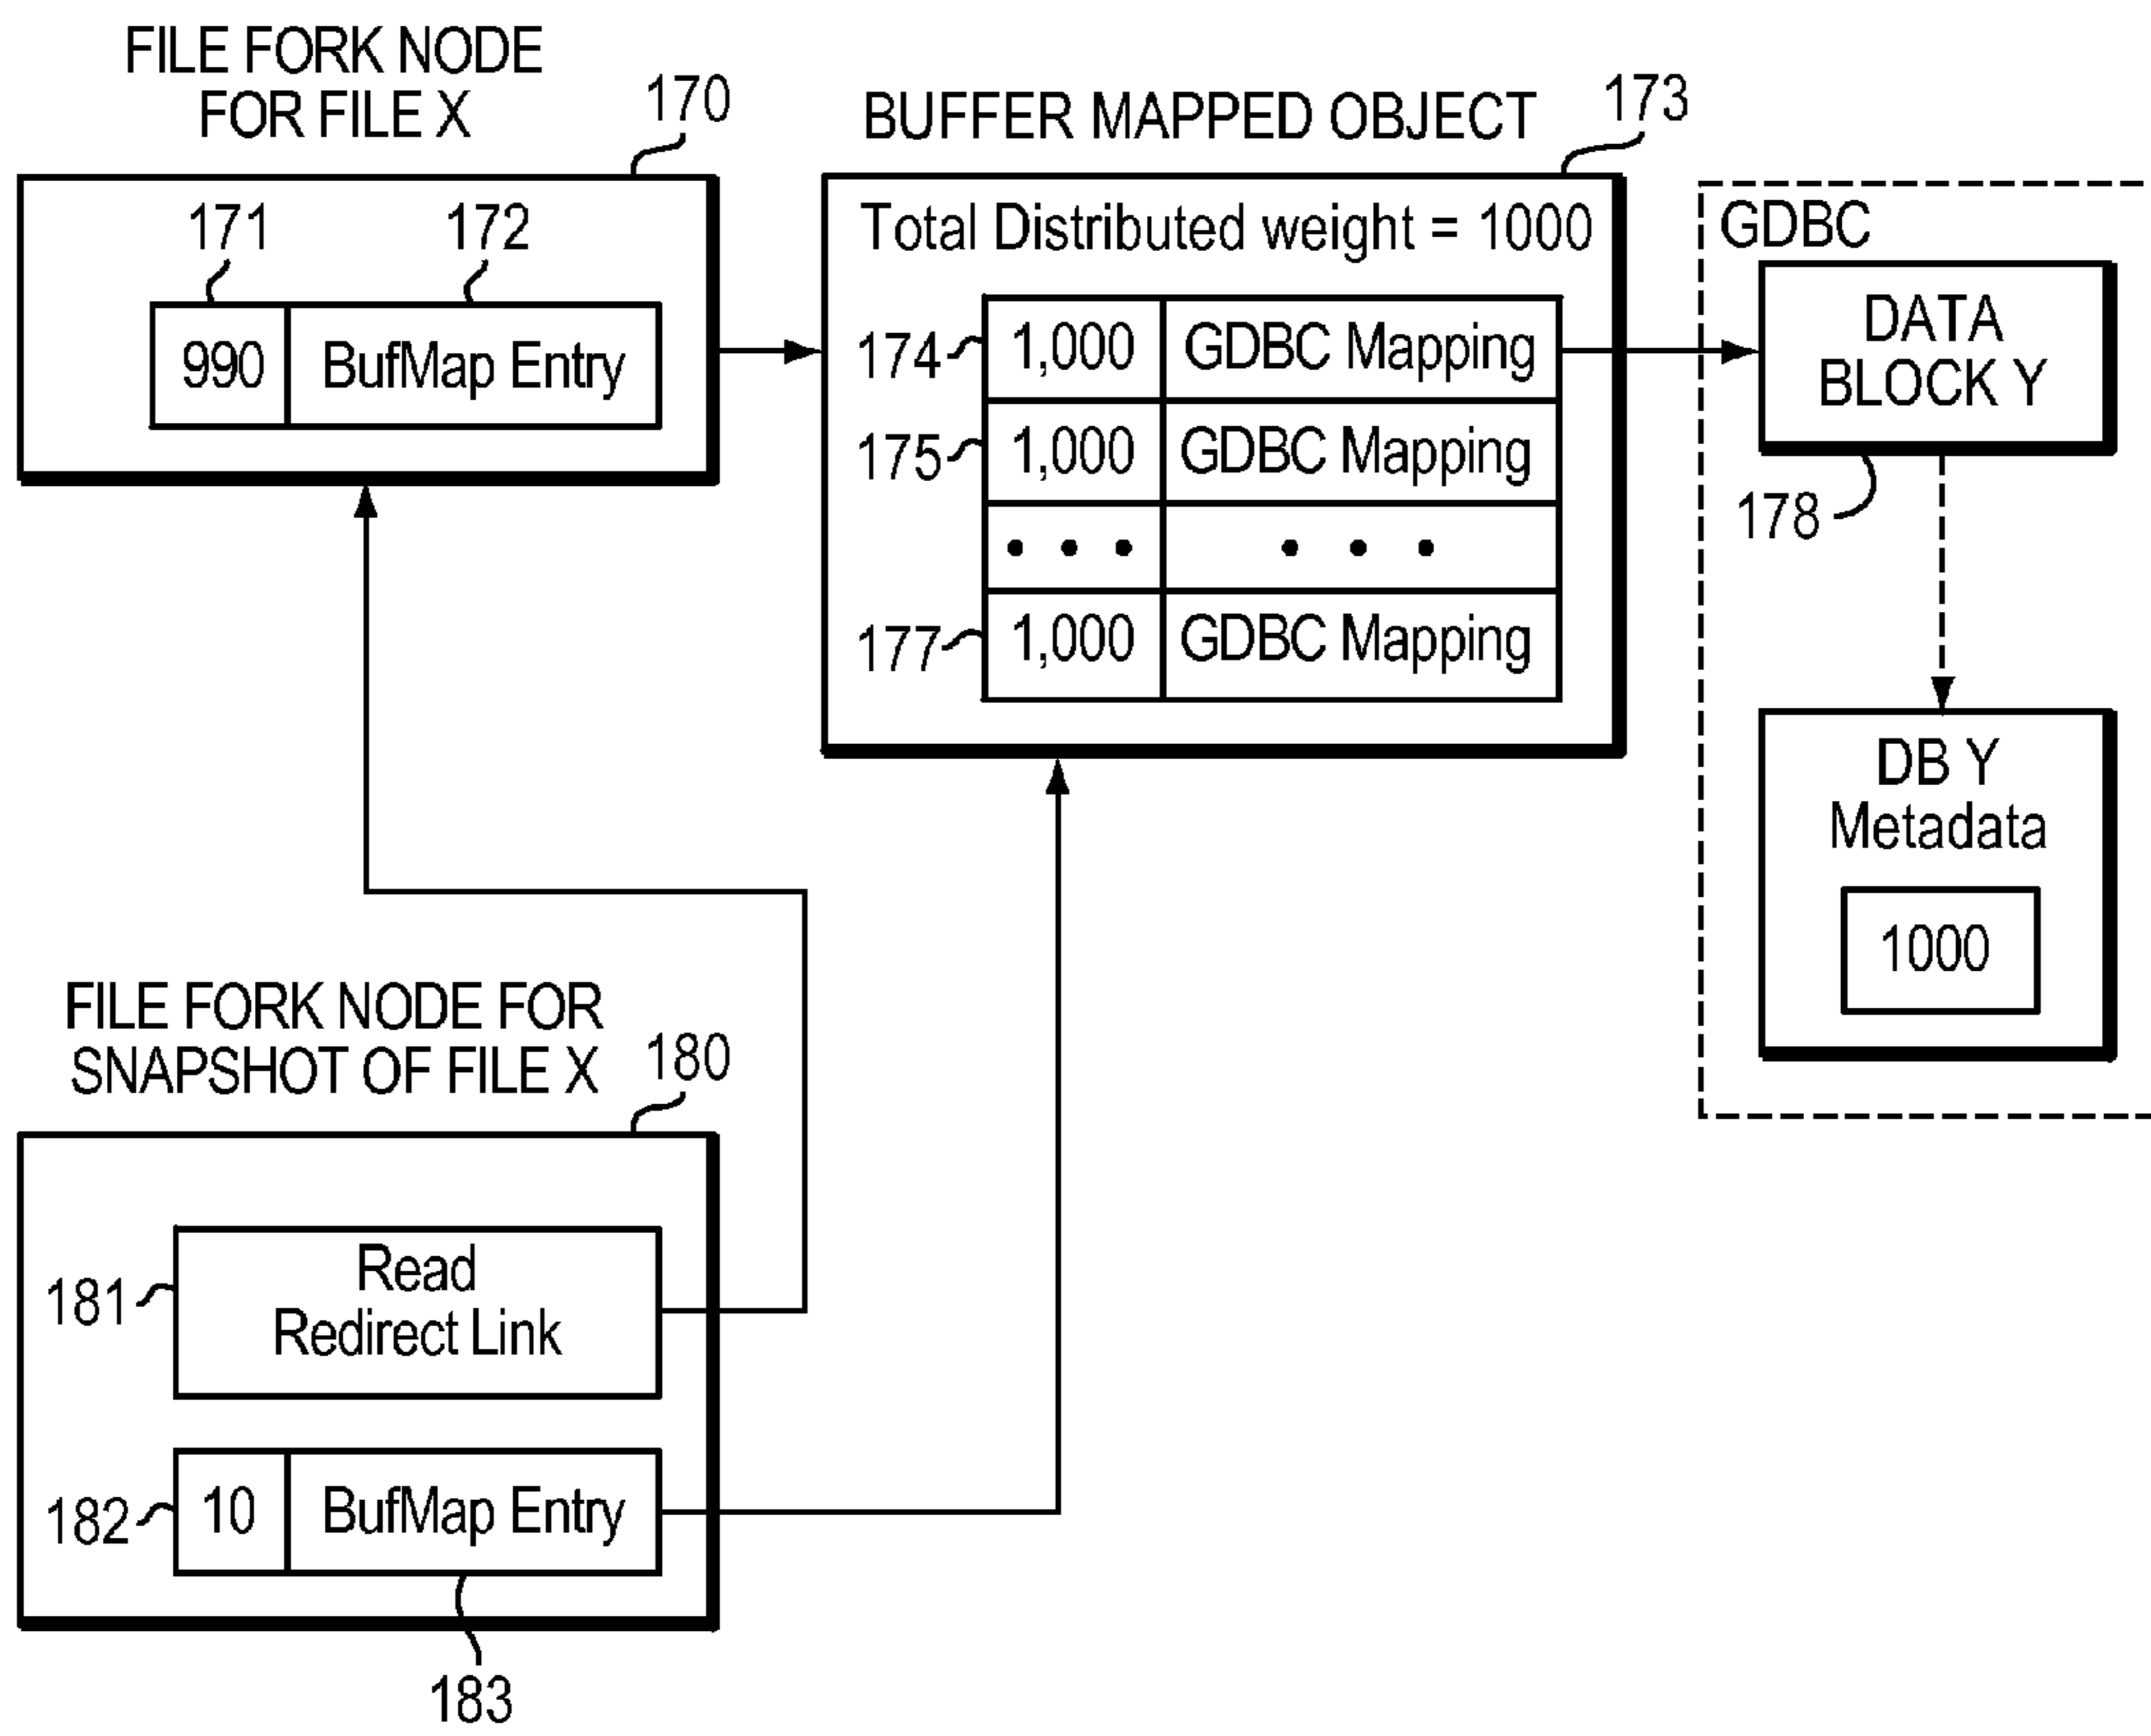 FILE FORK NODE
FOR FILE X
170
171
172
990 BufMap Entry
BUFFER MAPPED OBJECT
173
Total Distributed weight = 1000
174 1,000 GDBC Mapping
175 1,000 GDBC Mapping
• • • • • •
177 1,000 GDBC Mapping
GDBC
DATA
BLOCK Y
178
DB Y
Metadata
1000
FILE FORK NODE FOR
SNAPSHOT OF FILE X
180
181
Read
Redirect Link
182 10 BufMap Entry
183